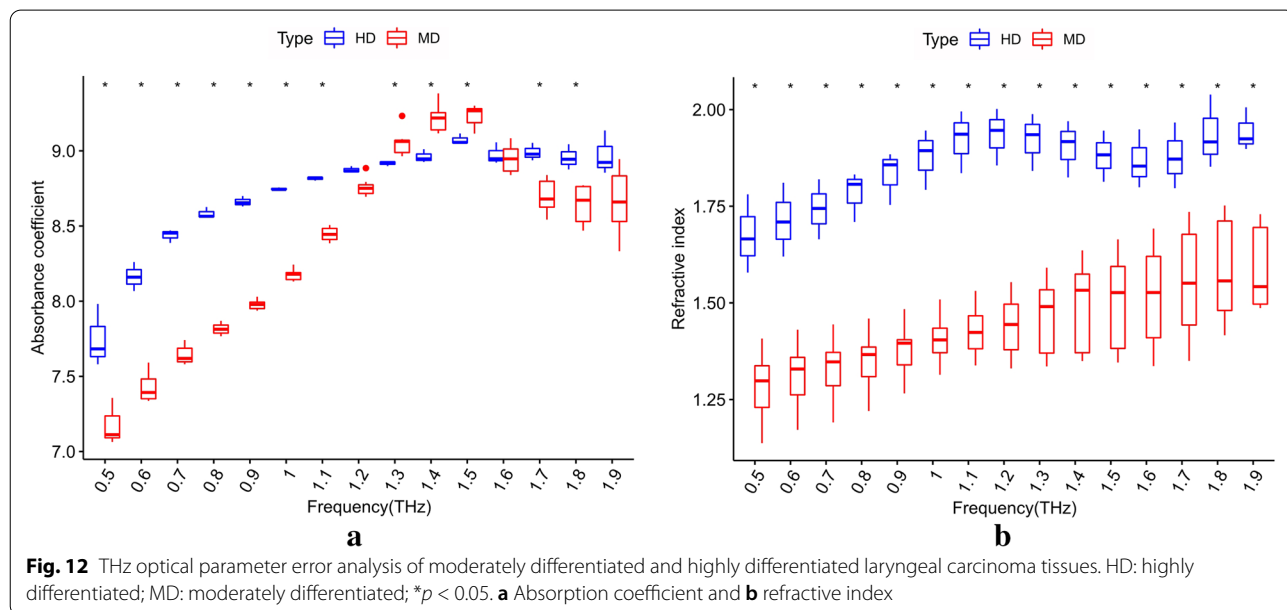 Type HD MD
* * * * * * * * * * * *
9.0
8.5
8.0
7.5
7.0
Absorbance coefficient
0.5 0.6 0.7 0.8 0.9 1 1.1 1.2 1.3 1.4 1.5 1.6 1.7 1.8 1.9
Frequency(THz)
a
Type HD MD
* * * * * * * * * * * * * * *
2.00
1.75
1.50
1.25
Refractive index
0.5 0.6 0.7 0.8 0.9 1 1.1 1.2 1.3 1.4 1.5 1.6 1.7 1.8 1.9
Frequency(THz)
b
Fig. 12 THz optical parameter error analysis of moderately differentiated and highly differentiated laryngeal carcinoma tissues. HD: highly
differentiated; MD: moderately differentiated; *p < 0.05. a Absorption coefficient and b refractive index